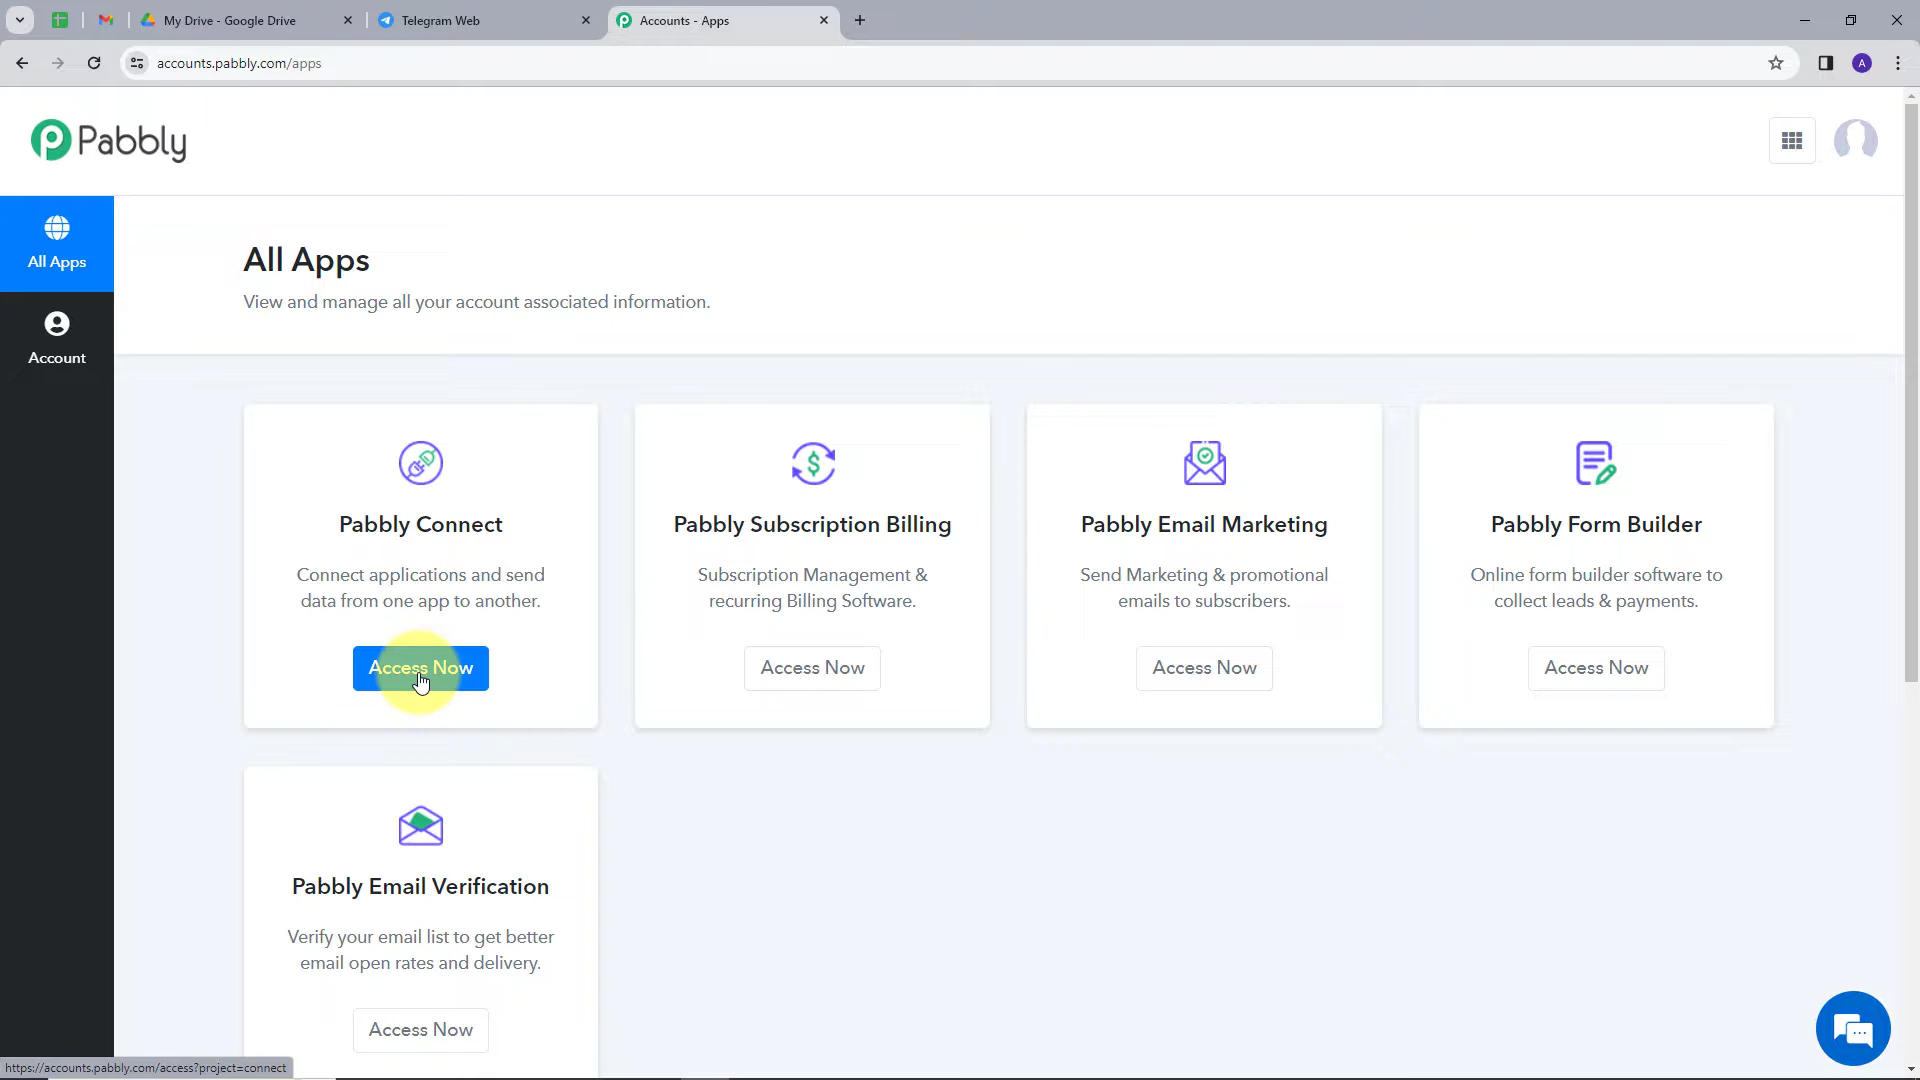 My Drive - Google Drive
Telegram Web
Accounts - Apps
accounts.pabbly.com/apps
A
Pabbly
All Apps
Account
All Apps
View and manage all your account associated information.
Pabbly Connect
Connect applications and send
data from one app to another.
Access Now
Pabbly Subscription Billing
Subscription Management &
recurring Billing Software.
Access Now
Pabbly Email Marketing
Send Marketing & promotional
emails to subscribers.
Access Now
Pabbly Form Builder
Online form builder software to
collect leads & payments.
Access Now
Pabbly Email Verification
Verify your email list to get better
email open rates and delivery.
Access Now
https://accounts.pabbly.com/access?project=connect